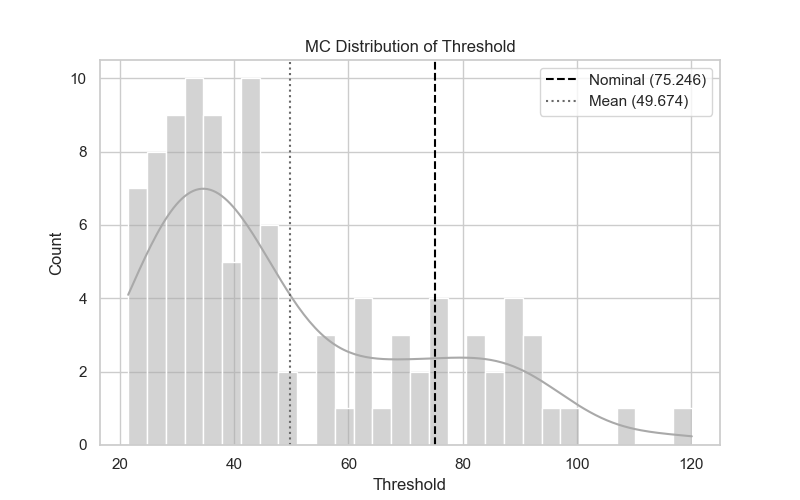 MC Distribution of Threshold
Nominal (75.246)
Mean (49.674)
10
8
6
4
2
0
Count
20 40 60 80 100 120
Threshold